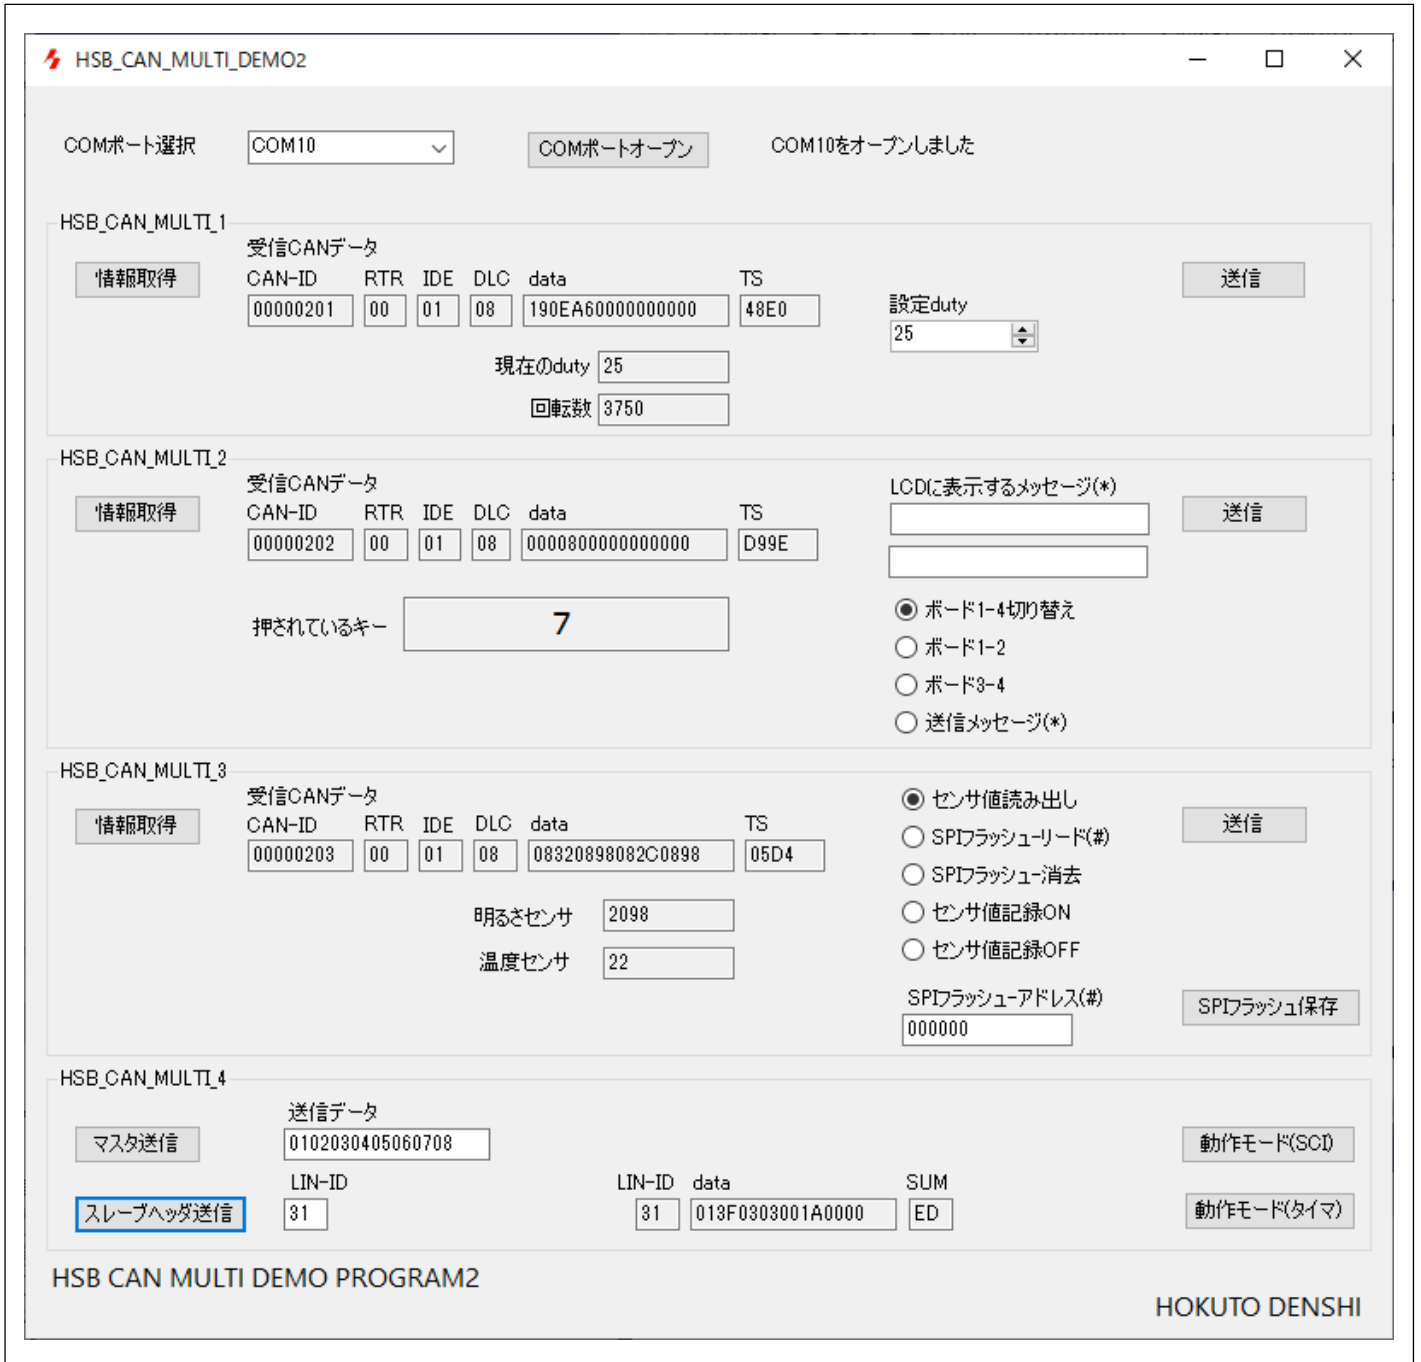 HSB_CAN_MULTI_DEMO2
COMポート選択 COM10 COMポートオープン COM10をオープンしました
HSB_CAN_MULTI_1
受信CANデータ
情報取得 CAN-ID RTR IDE DLC data TS 送信
00000201 00 01 08 190EA60000000000 48E0 設定duty
25
現在のduty 25
回転数 3750
HSB_CAN_MULTI_2
受信CANデータ LCDに表示するメッセージ(*)
情報取得 CAN-ID RTR IDE DLC data TS 送信
00000202 00 01 08 0000800000000000 D99E
押されているキー 7 ボード1-4切り替え
ボード1-2
ボード3-4
送信メッセージ(*)
HSB_CAN_MULTI_3
受信CANデータ センサ値読み出し
情報取得 CAN-ID RTR IDE DLC data TS SPIフラッシューリード(#) 送信
00000203 00 01 08 08320898082C0898 05D4 SPIフラッシュー消去
明るさセンサ 2098 センサ値記録ON
温度センサ 22 センサ値記録OFF
SPIフラッシューアドレス(#) SPIフラッシュ保存
000000
HSB_CAN_MULTI_4
送信データ
マスタ送信 0102030405060708 動作モード(SCI)
LIN-ID LIN-ID data SUM
スレーブヘッダ送信 31 31 013F0303001A0000 ED 動作モード(タイマ)
HSB CAN MULTI DEMO PROGRAM2
HOKUTO DENSHI